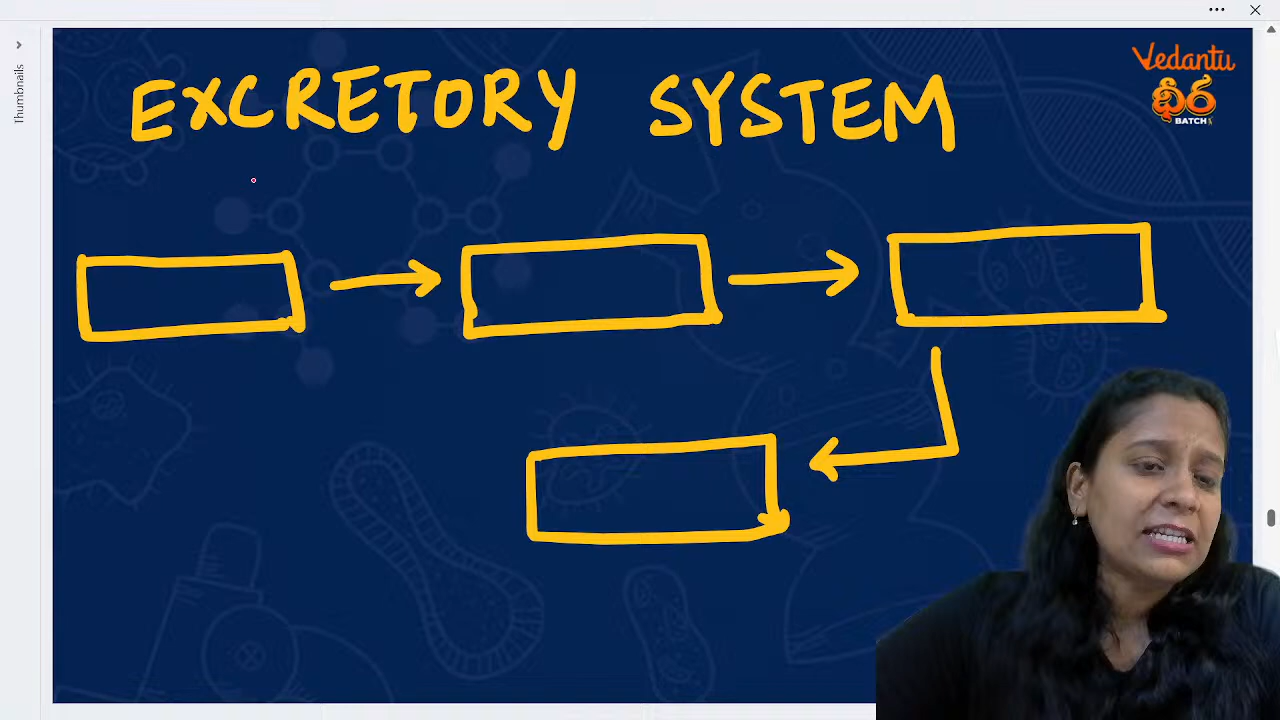 Thumbnails
EXCRETORY SYSTEM
Vedantu
ధీర
BATCH